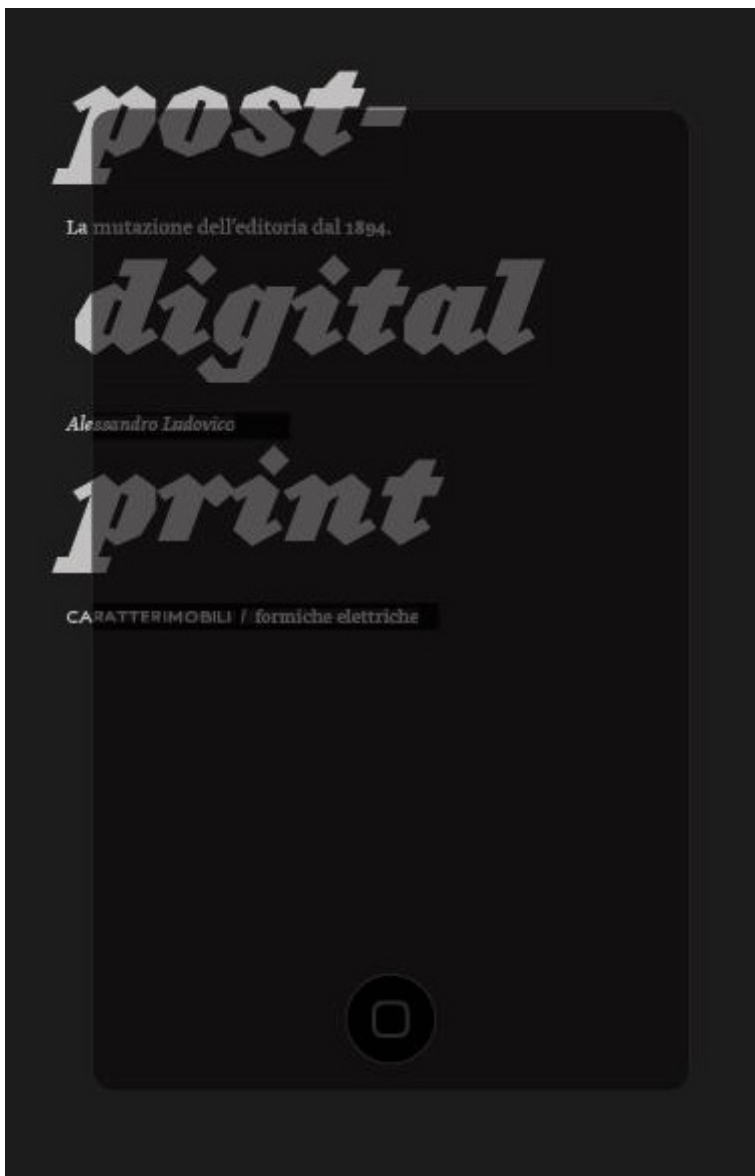 post-
La mutazione dell'editoria dal 1894.
digital
Alessandro Ludovico
print
CARATTERIMOBILI / formiche elettriche